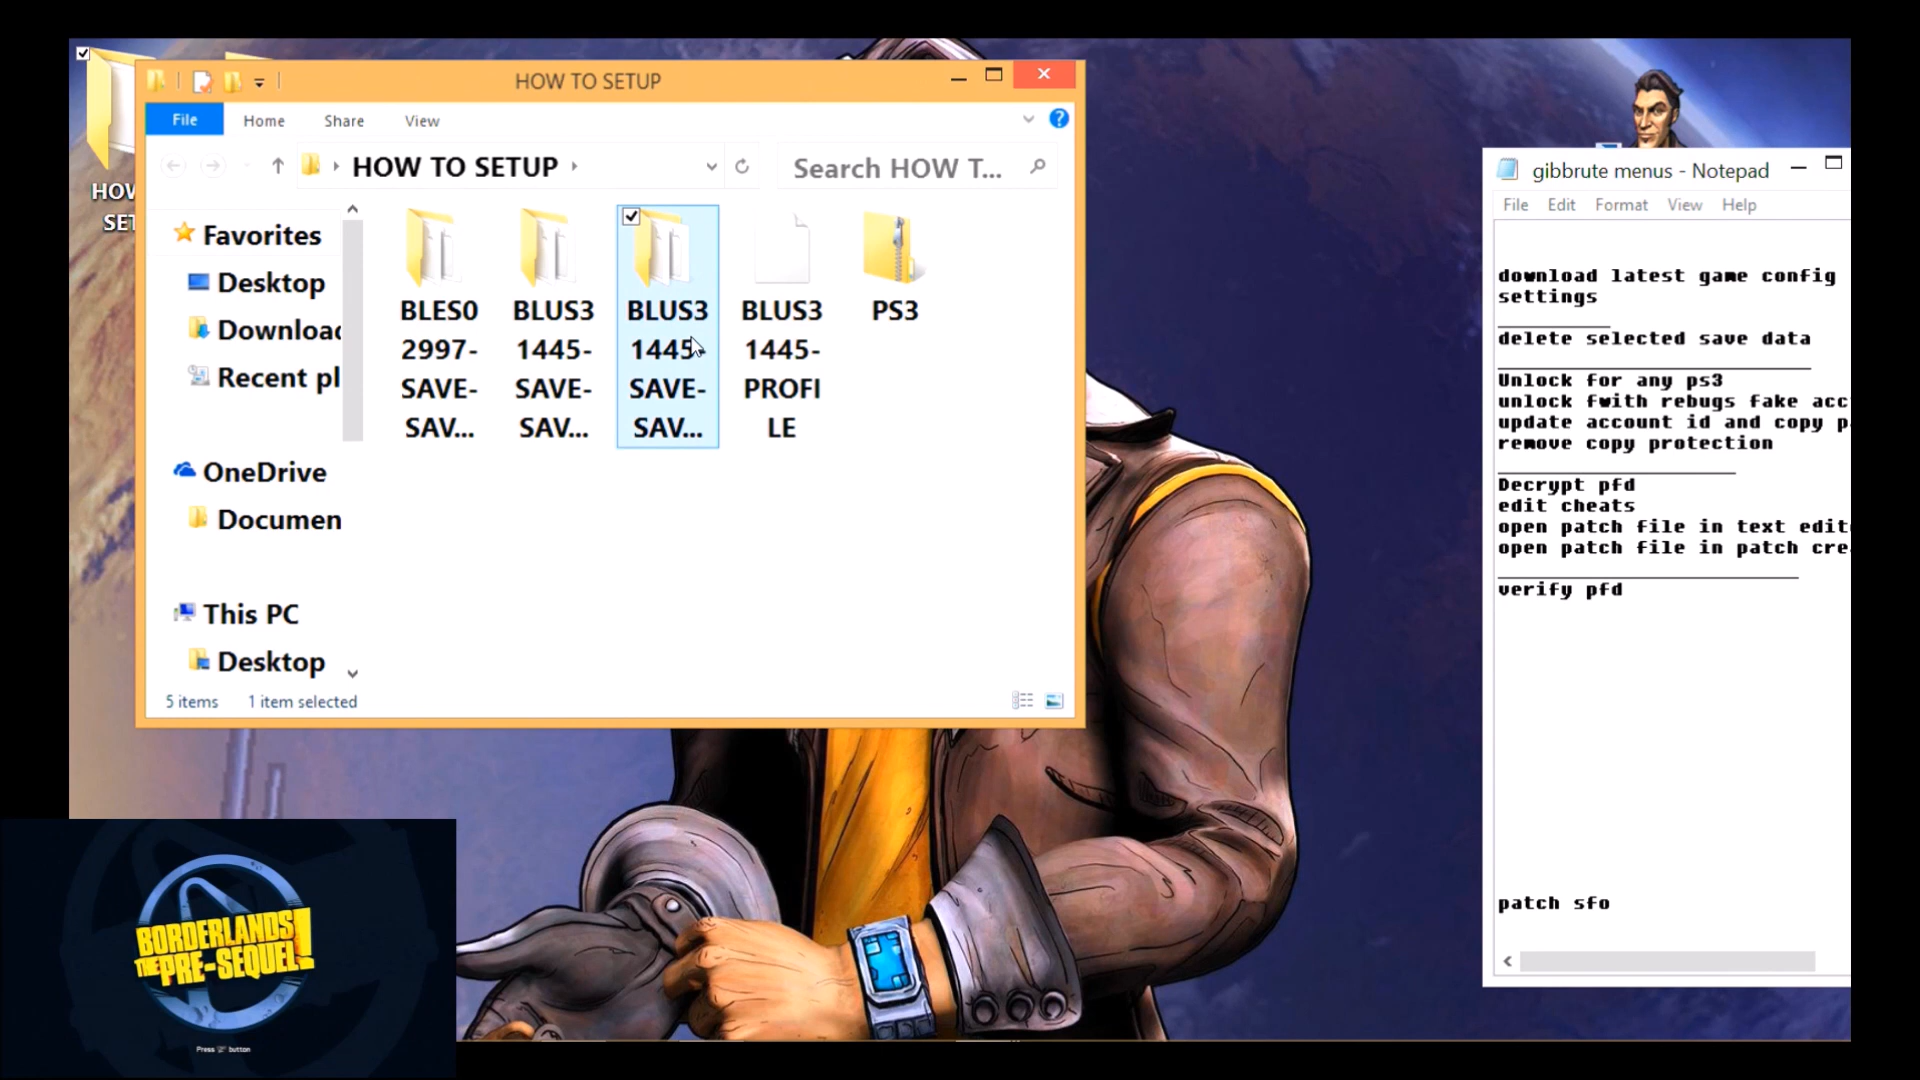 HOW TO SETUP
File Home Share View
HOW TO SETUP
Search HOW T...
Favorites
Desktop
Recent pl
OneDrive
This PC
Desktop
BLES0
2997-
SAVE-
SAV...
BLUS3
1445-
SAVE-
SAV...
BLUS3
1445-
SAVE-
SAV...
BLUS3
1445-
PROFI
LE
PS3
5 items 1 item selected
gibbrute menus - Notepad
File Edit Format View Help
download latest game config
settings
delete selected save data
Unlock for any ps3
unlock fwith rebugs fake acc
update account id and copy p
remove copy protection
Decrypt pfd
edit cheats
open patch file in text edit
open patch file in patch cre
verify pfd
patch sfo
BORDERLANDS
THE PRE-SEQUEL!
Press button